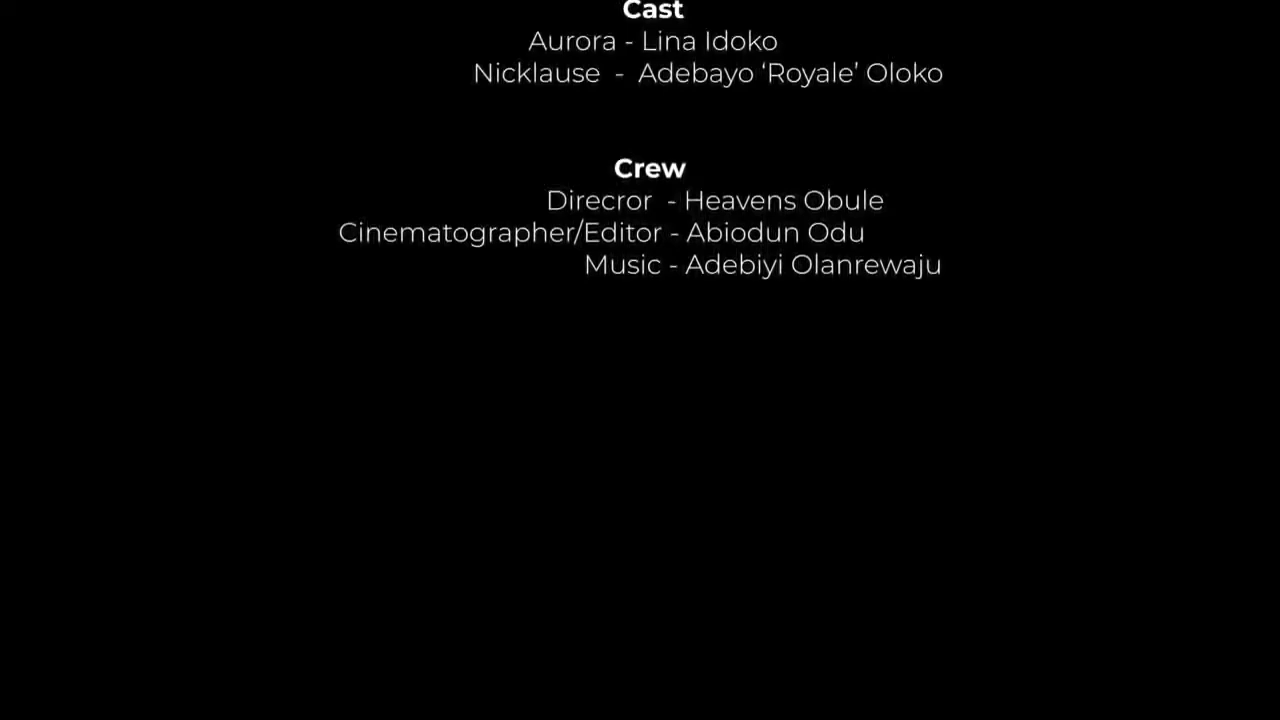 Cast
Aurora - Lina Idoko
Nicklause - Adebayo ‘Royale’ Oloko
Crew
Direcror - Heavens Obule
Cinematographer/Editor - Abiodun Odu
Music - Adebiyi Olanrewaju